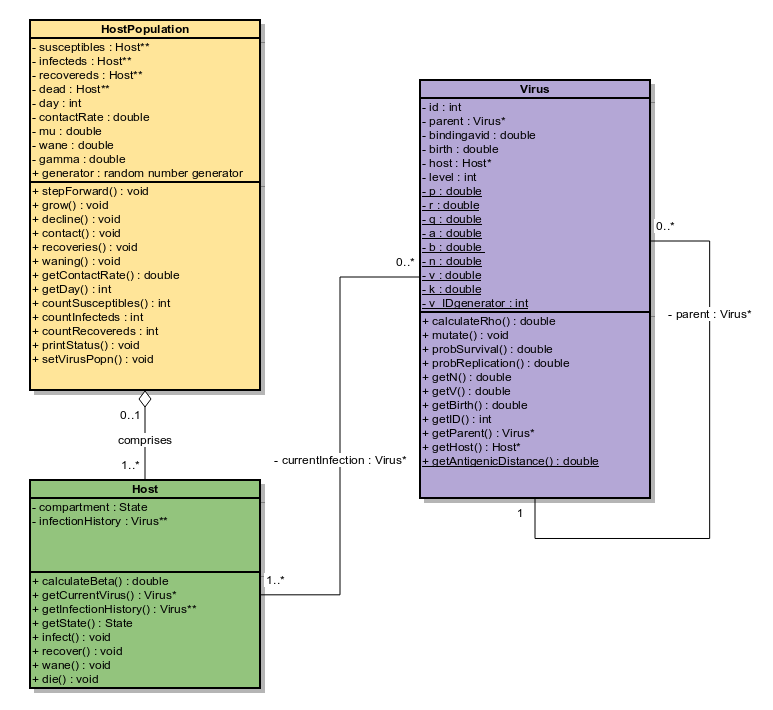 HostPopulation
- susceptibles : Host**
- infecteds : Host**
- recovereds : Host**
- dead : Host**
- day : int
- contactRate : double
- mu : double
- wane : double
- gamma : double
+ generator : random number generator
+ stepForward() : void
+ grow() : void
+ decline() : void
+ contact() : void
+ recoveries() : void
+ waning() : void
+ getContactRate() : double
+ getDay() : int
+ countSusceptibles() : int
+ countInfecteds : int
+ countRecovereds : int
+ printStatus() : void
+ setVirusPopn() : void
0..1
comprises
1..*
Host
- compartment : State
- infectionHistory : Virus**
+ calculateBeta() : double
+ getCurrentVirus() : Virus*
+ getInfectionHistory() : Virus**
+ getState() : State
+ infect() : void
+ recover() : void
+ wane() : void
+ die() : void
1..*
- currentInfection : Virus*
0..*
Virus
- id : int
- parent : Virus*
- bindingavid : double
- birth : double
- host : Host*
- level : int
- p : double
- r : double
- q : double
- a : double
- b : double
- n : double
- v : double
- k : double
- v_IDgenerator : int
+ calculateRho() : double
+ mutate() : void
+ probSurvival() : double
+ probReplication() : double
+ getN() : double
+ getV() : double
+ getBirth() : double
+ getID() : int
+ getParent() : Virus*
+ getHost() : Host*
+ getAntigenicDistance() : double
0..*
- parent : Virus*
1